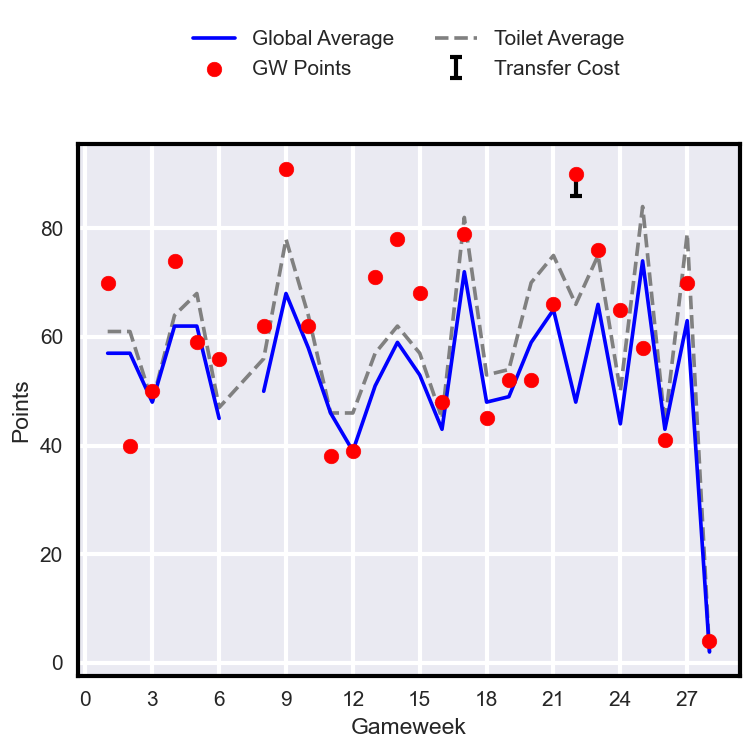 Global Average
Toilet Average
GW Points
Transfer Cost
80
60
40
20
0
Points
0 3 6 9 12 15 18 21 24 27
Gameweek